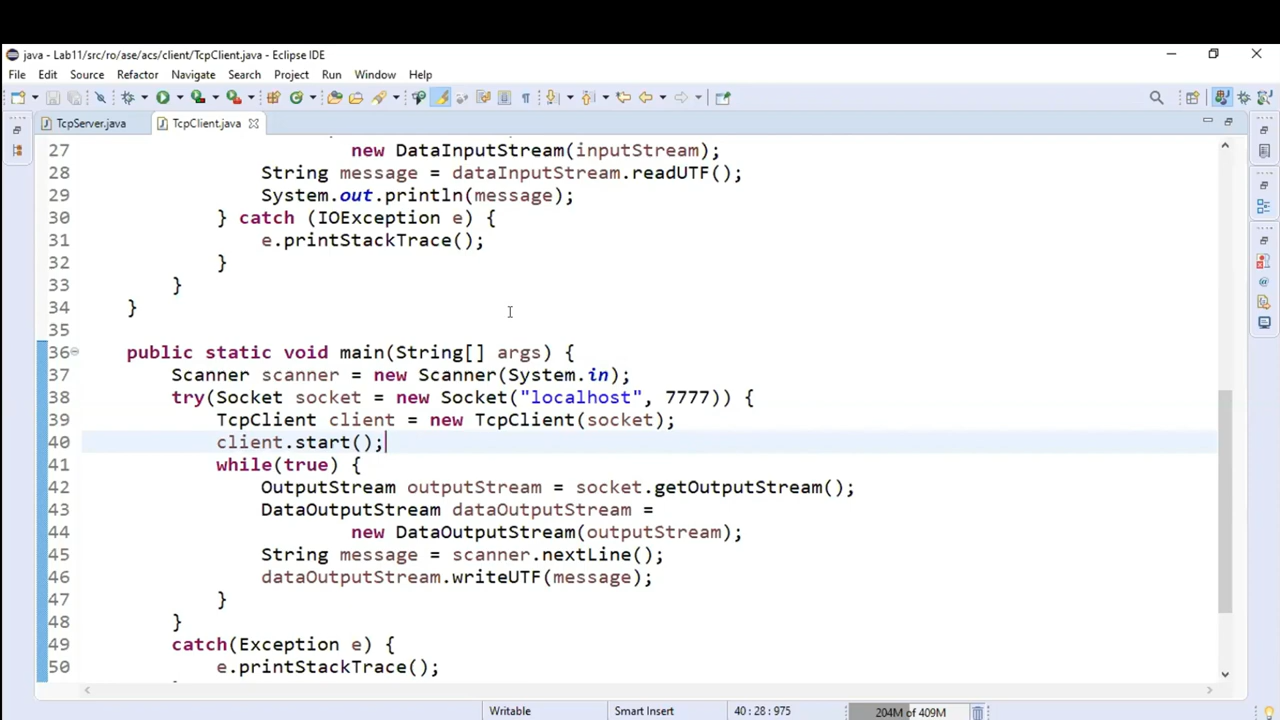 java - Lab11/src/ro/ase/acs/client/TcpClient.java - Eclipse IDE
File Edit Source Refactor Navigate Search Project Run Window Help
TcpServer.java TcpClient.java
27 new DataInputStream(inputStream);
28 String message = dataInputStream.readUTF();
29 System.out.println(message);
30 } catch (IOException e) {
31 e.printStackTrace();
32 }
33 }
34 }
35
36 public static void main(String[] args) {
37 Scanner scanner = new Scanner(System.in);
38 try(Socket socket = new Socket("localhost", 7777)) {
39 TcpClient client = new TcpClient(socket);
40 client.start();
41 while(true) {
42 OutputStream outputStream = socket.getOutputStream();
43 DataOutputStream dataOutputStream =
44 new DataOutputStream(outputStream);
45 String message = scanner.nextLine();
46 dataOutputStream.writeUTF(message);
47 }
48 }
49 catch(Exception e) {
50 e.printStackTrace();
Writable Smart Insert 40 : 28 : 975 204M of 409M